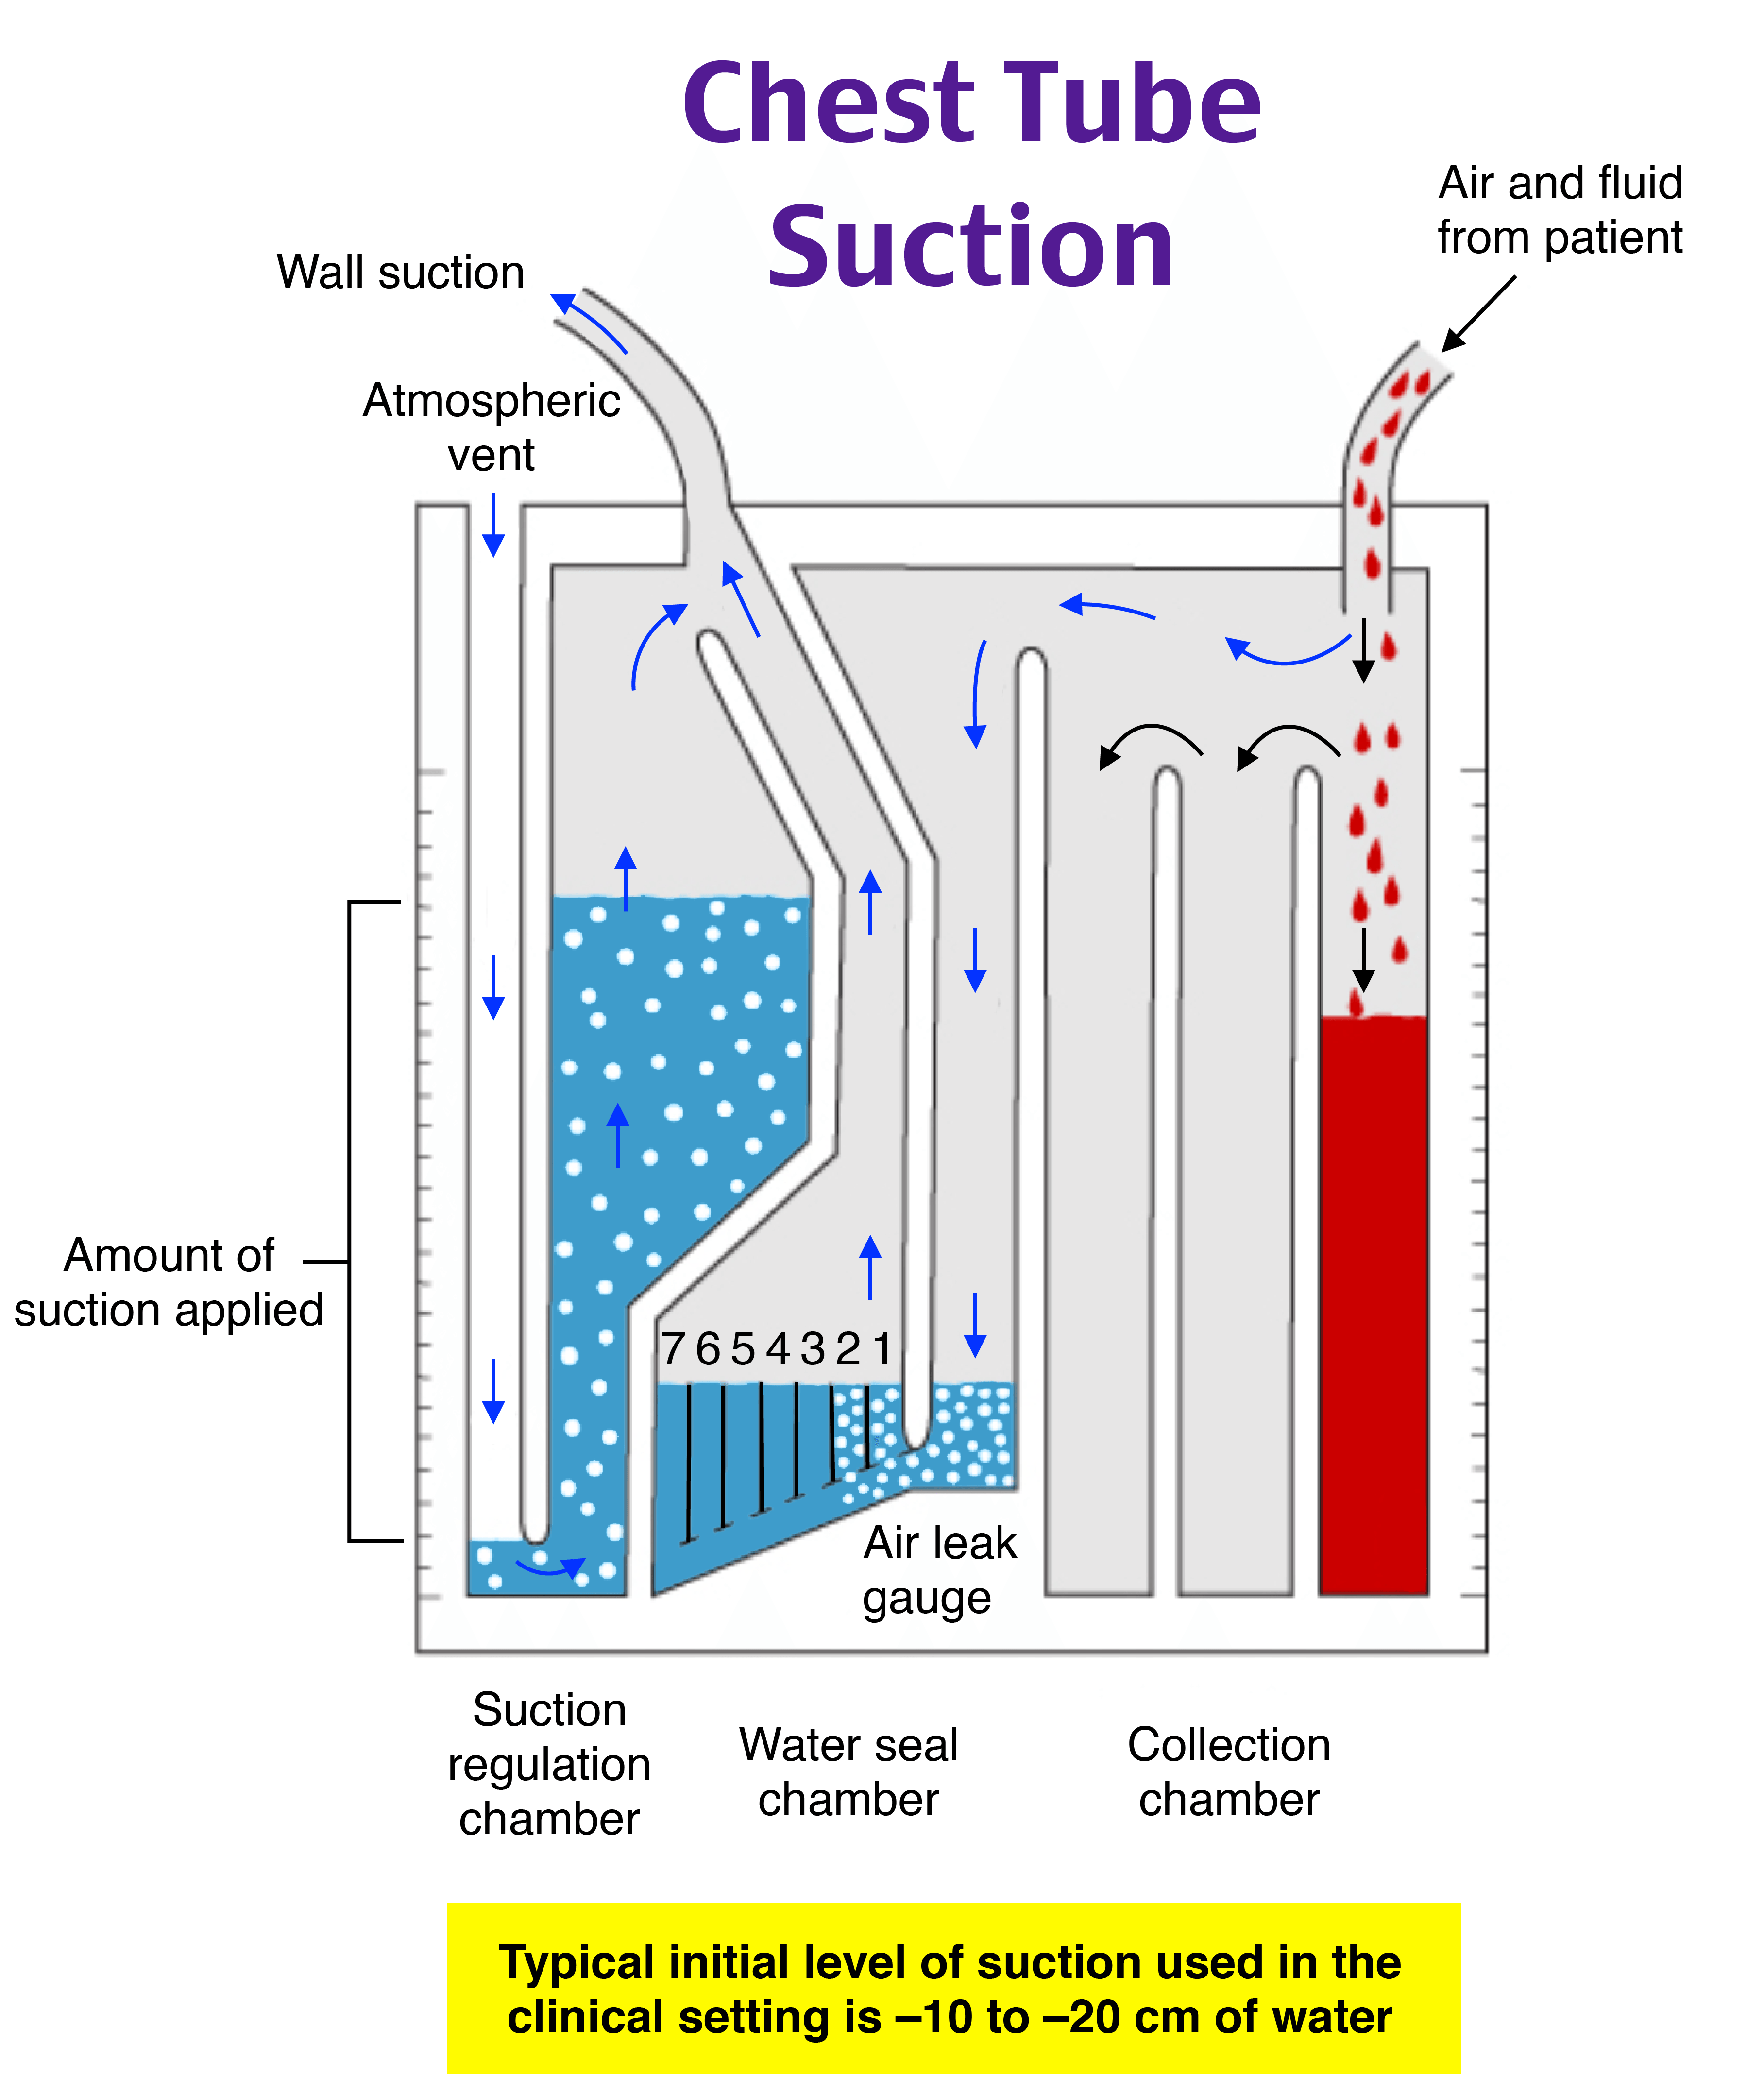 Chest Tube
Suction
Air and fluid
from patient
Wall suction
Atmospheric
vent
Amount of
suction applied
7 6 5 4 3 2 1
Air leak
gauge
Suction
regulation
chamber
Water seal
chamber
Collection
chamber
Typical initial level of suction used in the
clinical setting is –10 to –20 cm of water